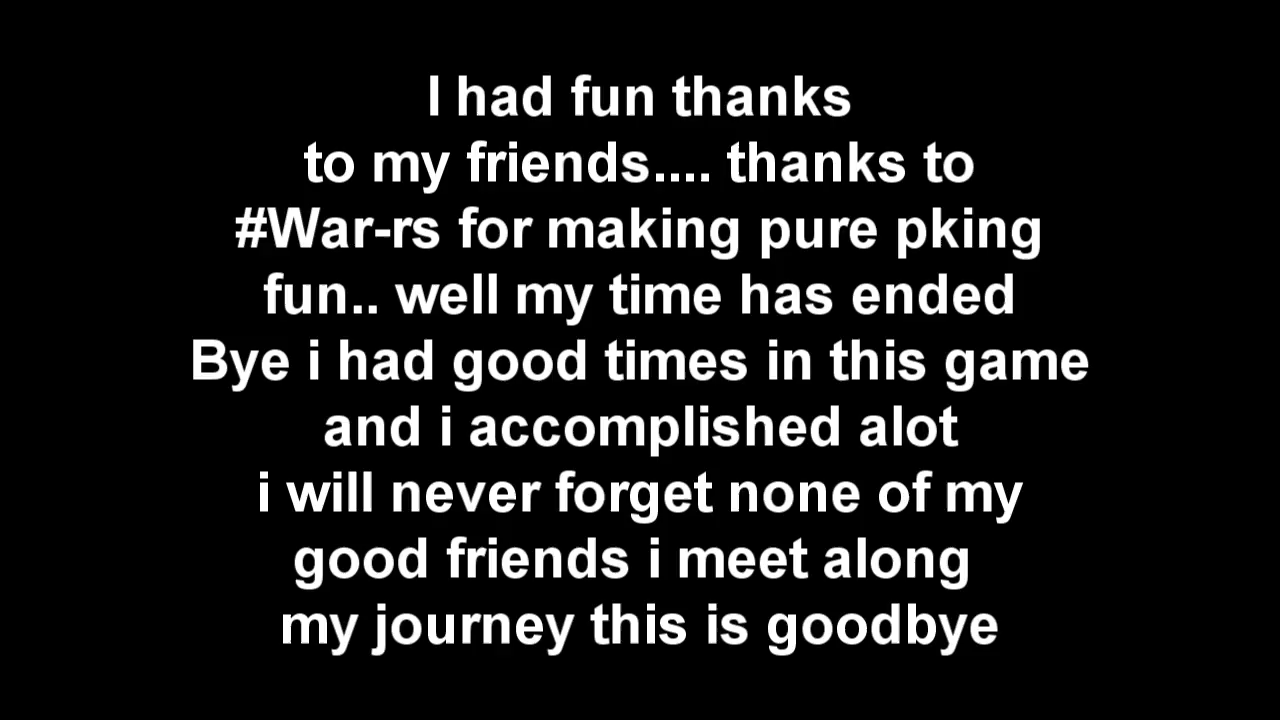 I had fun thanks
to my friends.... thanks to
#War-rs for making pure pking
fun.. well my time has ended
Bye i had good times in this game
and i accomplished alot
i will never forget none of my
good friends i meet along
my journey this is goodbye